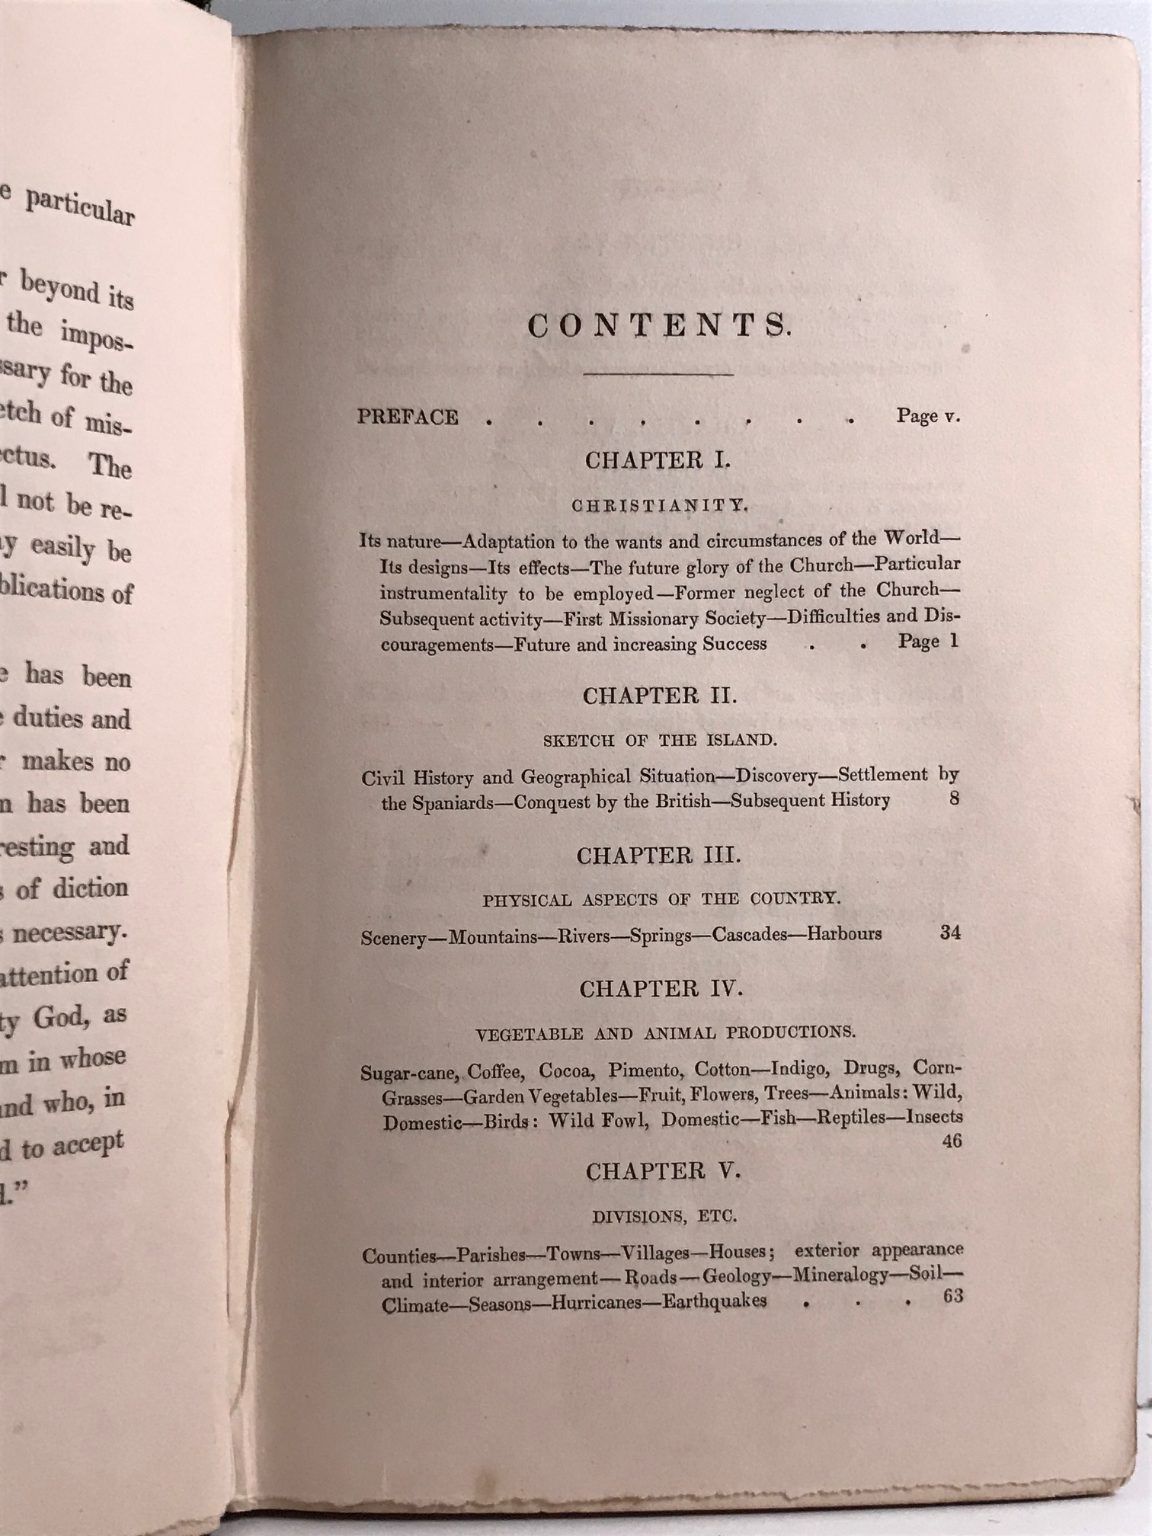 particular
beyond its
the impos-
for the
of mis-
The
not be re-
easily be
of
has been
duties and
makes no
has been
and
of diction
necessary.
attention of
God, as
in whose
who, in
to accept
CONTENTS.
PREFACE . . . . . . . . Page v.
CHAPTER I.
CHRISTIANITY.
Its nature—Adaptation to the wants and circumstances of the World—
Its designs—Its effects—The future glory of the Church—Particular
instrumentality to be employed—Former neglect of the Church—
Subsequent activity—First Missionary Society—Difficulties and Dis-
couragements—Future and increasing Success . . Page 1
CHAPTER II.
SKETCH OF THE ISLAND.
Civil History and Geographical Situation—Discovery—Settlement by
the Spaniards—Conquest by the British—Subsequent History 8
CHAPTER III.
PHYSICAL ASPECTS OF THE COUNTRY.
Scenery—Mountains—Rivers—Springs—Cascades—Harbours 34
CHAPTER IV.
VEGETABLE AND ANIMAL PRODUCTIONS.
Sugar-cane, Coffee, Cocoa, Pimento, Cotton—Indigo, Drugs, Corn-
Grasses—Garden Vegetables—Fruit, Flowers, Trees—Animals: Wild,
Domestic—Birds: Wild Fowl, Domestic—Fish—Reptiles—Insects
46
CHAPTER V.
DIVISIONS, ETC.
Counties—Parishes—Towns—Villages—Houses; exterior appearance
and interior arrangement—Roads—Geology—Mineralogy—Soil—
Climate—Seasons—Hurricanes—Earthquakes . . . 63